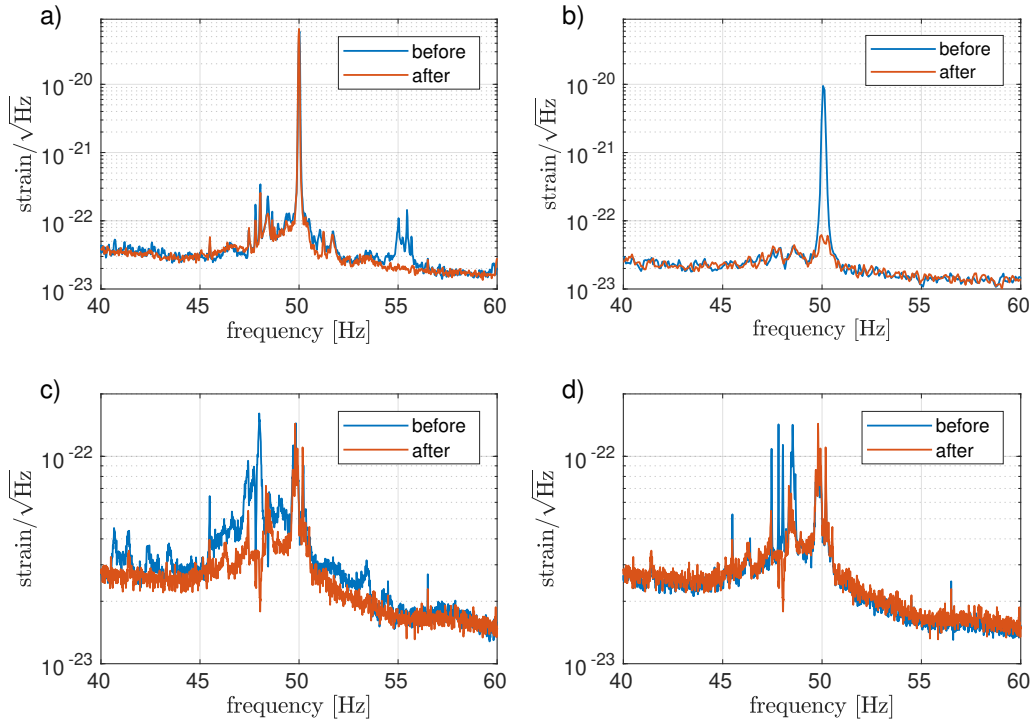 a)
strain/√Hz
10^-20
10^-21
10^-22
10^-23
before
after
40 45 50 55 60
frequency [Hz]
b)
strain/√Hz
10^-20
10^-21
10^-22
10^-23
before
after
40 45 50 55 60
frequency [Hz]
c)
strain/√Hz
10^-22
10^-23
before
after
40 45 50 55 60
frequency [Hz]
d)
strain/√Hz
10^-22
10^-23
before
after
40 45 50 55 60
frequency [Hz]